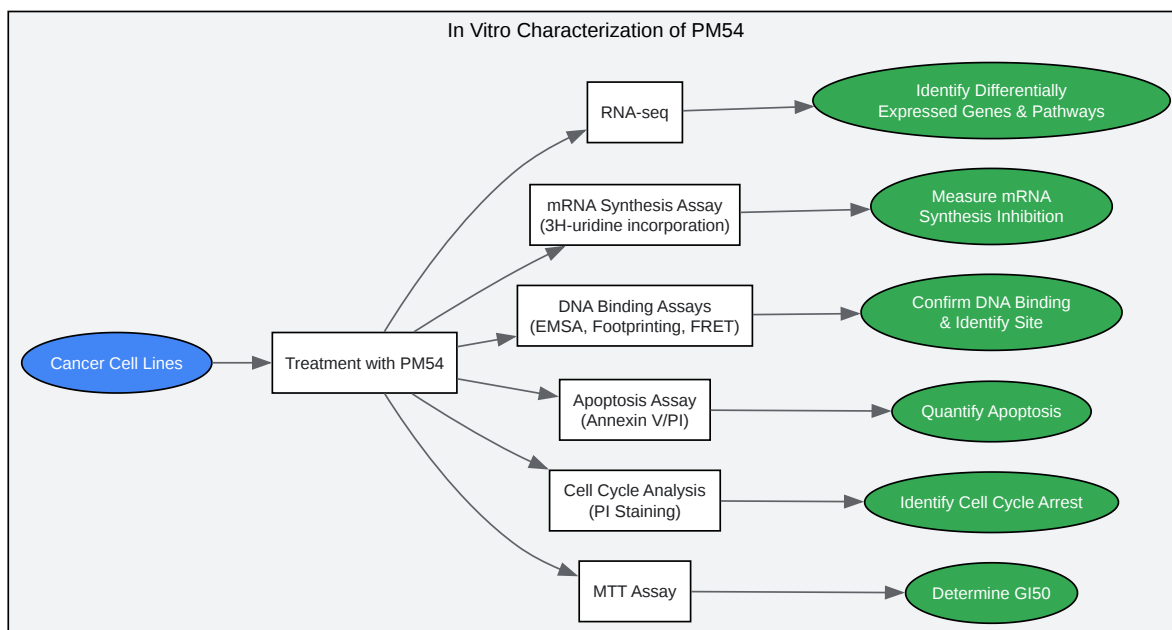 In Vitro Characterization of PM54
RNA-seq
Identify Differentially
Expressed Genes & Pathways
mRNA Synthesis Assay
(3H-uridine incorporation)
Measure mRNA
Synthesis Inhibition
DNA Binding Assays
(EMSA, Footprinting, FRET)
Confirm DNA Binding
& Identify Site
Cancer Cell Lines
Treatment with PM54
Apoptosis Assay
(Annexin V/PI)
Quantify Apoptosis
Cell Cycle Analysis
(PI Staining)
Identify Cell Cycle Arrest
MTT Assay
Determine GI50